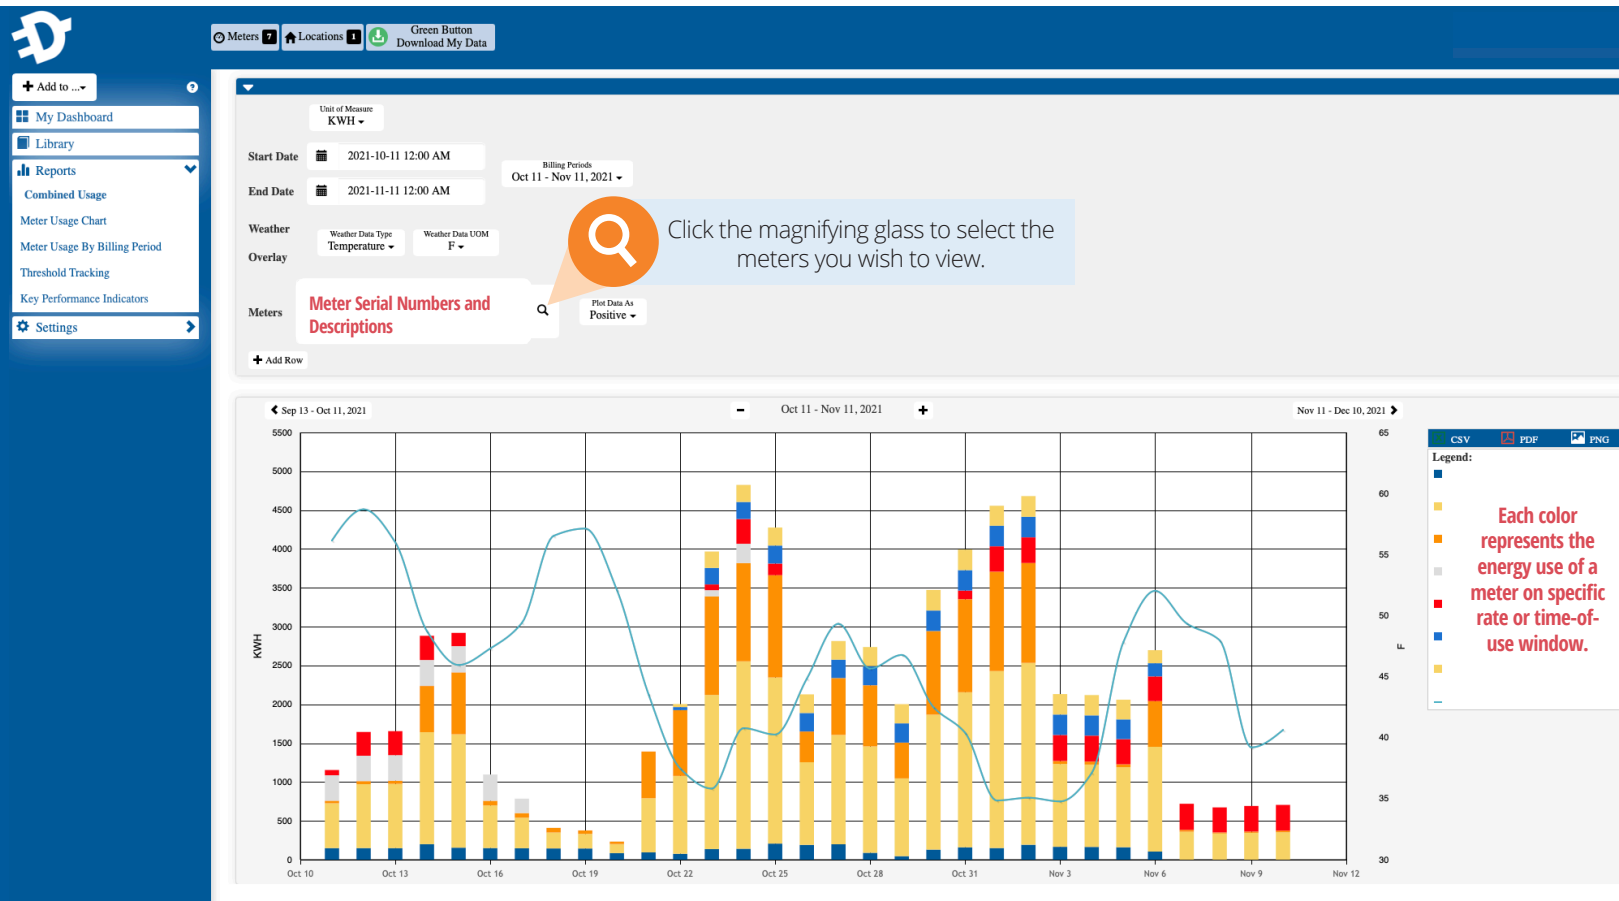 Meters 7
Locations 1
Green Button
Download My Data
Add to ...
?
My Dashboard
Library
Reports
Combined Usage
Meter Usage Chart
Meter Usage By Billing Period
Threshold Tracking
Key Performance Indicators
Settings
Unit of Measure
KWH
Start Date 2021-10-11 12:00 AM
Billing Periods
Oct 11 - Nov 11, 2021
End Date 2021-11-11 12:00 AM
Weather
Overlay
Weather Data Type
Temperature
Weather Data UOM
F
Click the magnifying glass to select the
meters you wish to view.
Meters
Meter Serial Numbers and
Descriptions
Plot Data As
Positive
Add Row
Sep 13 - Oct 11, 2021
Oct 11 - Nov 11, 2021
Nov 11 - Dec 10, 2021
5500
5000
4500
4000
3500
3000
2500
2000
1500
1000
500
0
KWH
65
60
55
50
45
40
35
30
F
Oct 10 Oct 13 Oct 16 Oct 19 Oct 22 Oct 25 Oct 28 Oct 31 Nov 3 Nov 6 Nov 9 Nov 12
CSV PDF PNG
Legend:
Each color
represents the
energy use of a
meter on specific
rate or time-of-
use window.